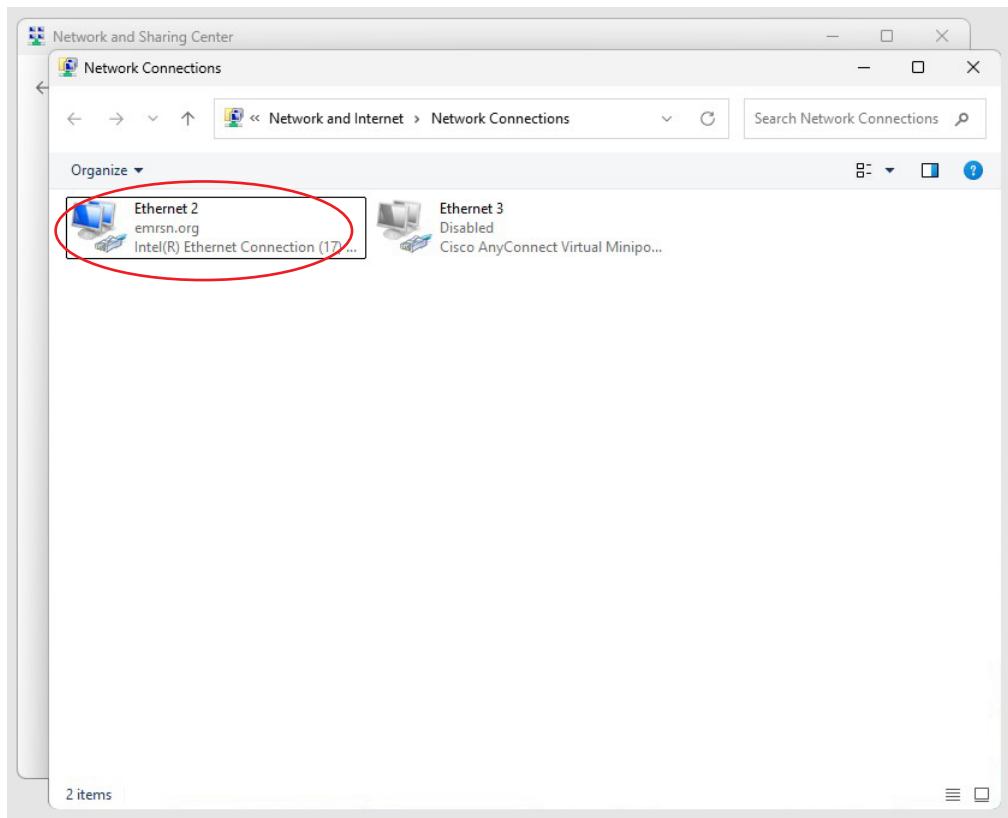 Network and Sharing Center
Network Connections
« Network and Internet > Network Connections
Search Network Connections
Organize
Ethernet 2
emrsn.org
Intel(R) Ethernet Connection (17) ...
Ethernet 3
Disabled
Cisco AnyConnect Virtual Minipo...
2 items